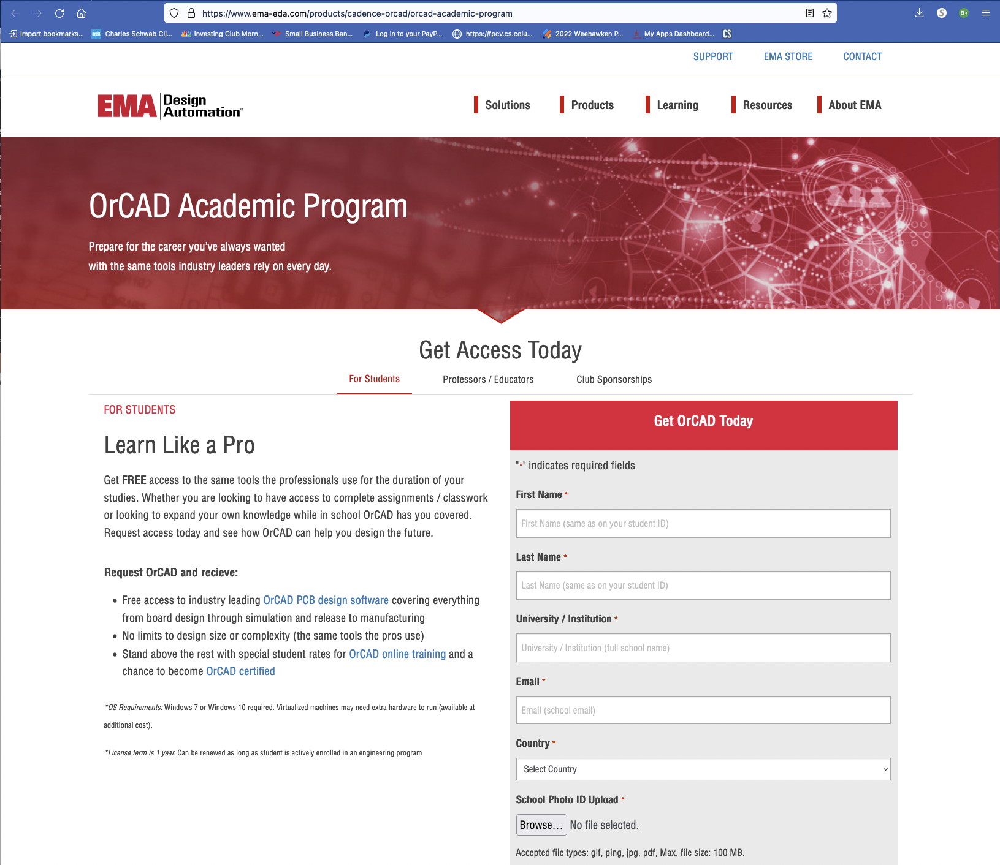 https://www.ema-eda.com/products/cadence-orcad/orcad-academic-program
Import bookmarks... Charles Schwab Cli... Investing Club Morn... Small Business Ban... Log in to your PayP... https://fpcv.cs.colu... 2022 Weehawken P... My Apps Dashboard... CS
SUPPORT EMA STORE CONTACT
EMA Design Automation®
Solutions Products Learning Resources About EMA
OrCAD Academic Program
Prepare for the career you've always wanted
with the same tools industry leaders rely on every day.
Get Access Today
For Students Professors / Educators Club Sponsorships
FOR STUDENTS
Learn Like a Pro
Get FREE access to the same tools the professionals use for the duration of your
studies. Whether you are looking to have access to complete assignments / classwork
or looking to expand your own knowledge while in school OrCAD has you covered.
Request access today and see how OrCAD can help you design the future.
Request OrCAD and recieve:
• Free access to industry leading OrCAD PCB design software covering everything
from board design through simulation and release to manufacturing
• No limits to design size or complexity (the same tools the pros use)
• Stand above the rest with special student rates for OrCAD online training and a
chance to become OrCAD certified
*OS Requirements: Windows 7 or Windows 10 required. Virtualized machines may need extra hardware to run (available at
additional cost).
*License term is 1 year. Can be renewed as long as student is actively enrolled in an engineering program
Get OrCAD Today
"*" indicates required fields
First Name *
First Name (same as on your student ID)
Last Name *
Last Name (same as on your student ID)
University / Institution *
University / Institution (full school name)
Email *
Email (school email)
Country *
Select Country
School Photo ID Upload *
Browse... No file selected.
Accepted file types: gif, ping, jpg, pdf, Max. file size: 100 MB.